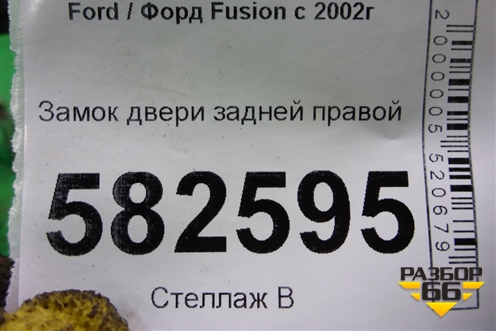 Ford / Форд Fusion с 2002г
Замок двери задней правой
582595
Стеллаж В
2000005520679
РАЗБОР
66